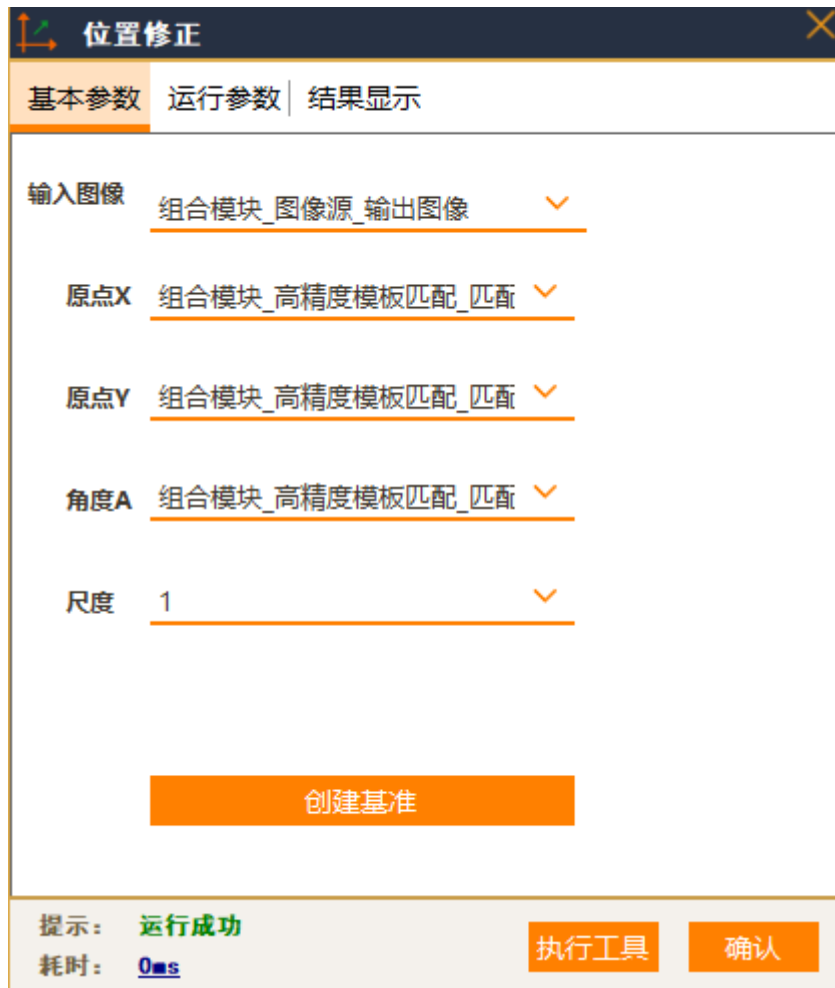 位置修正
基本参数 运行参数 结果显示
输入图像 组合模块_图像源_输出图像
原点X 组合模块_高精度模板匹配_匹配
原点Y 组合模块_高精度模板匹配_匹配
角度A 组合模块_高精度模板匹配_匹配
尺度 1
创建基准
提示: 运行成功
耗时: 0ms
执行工具 确认